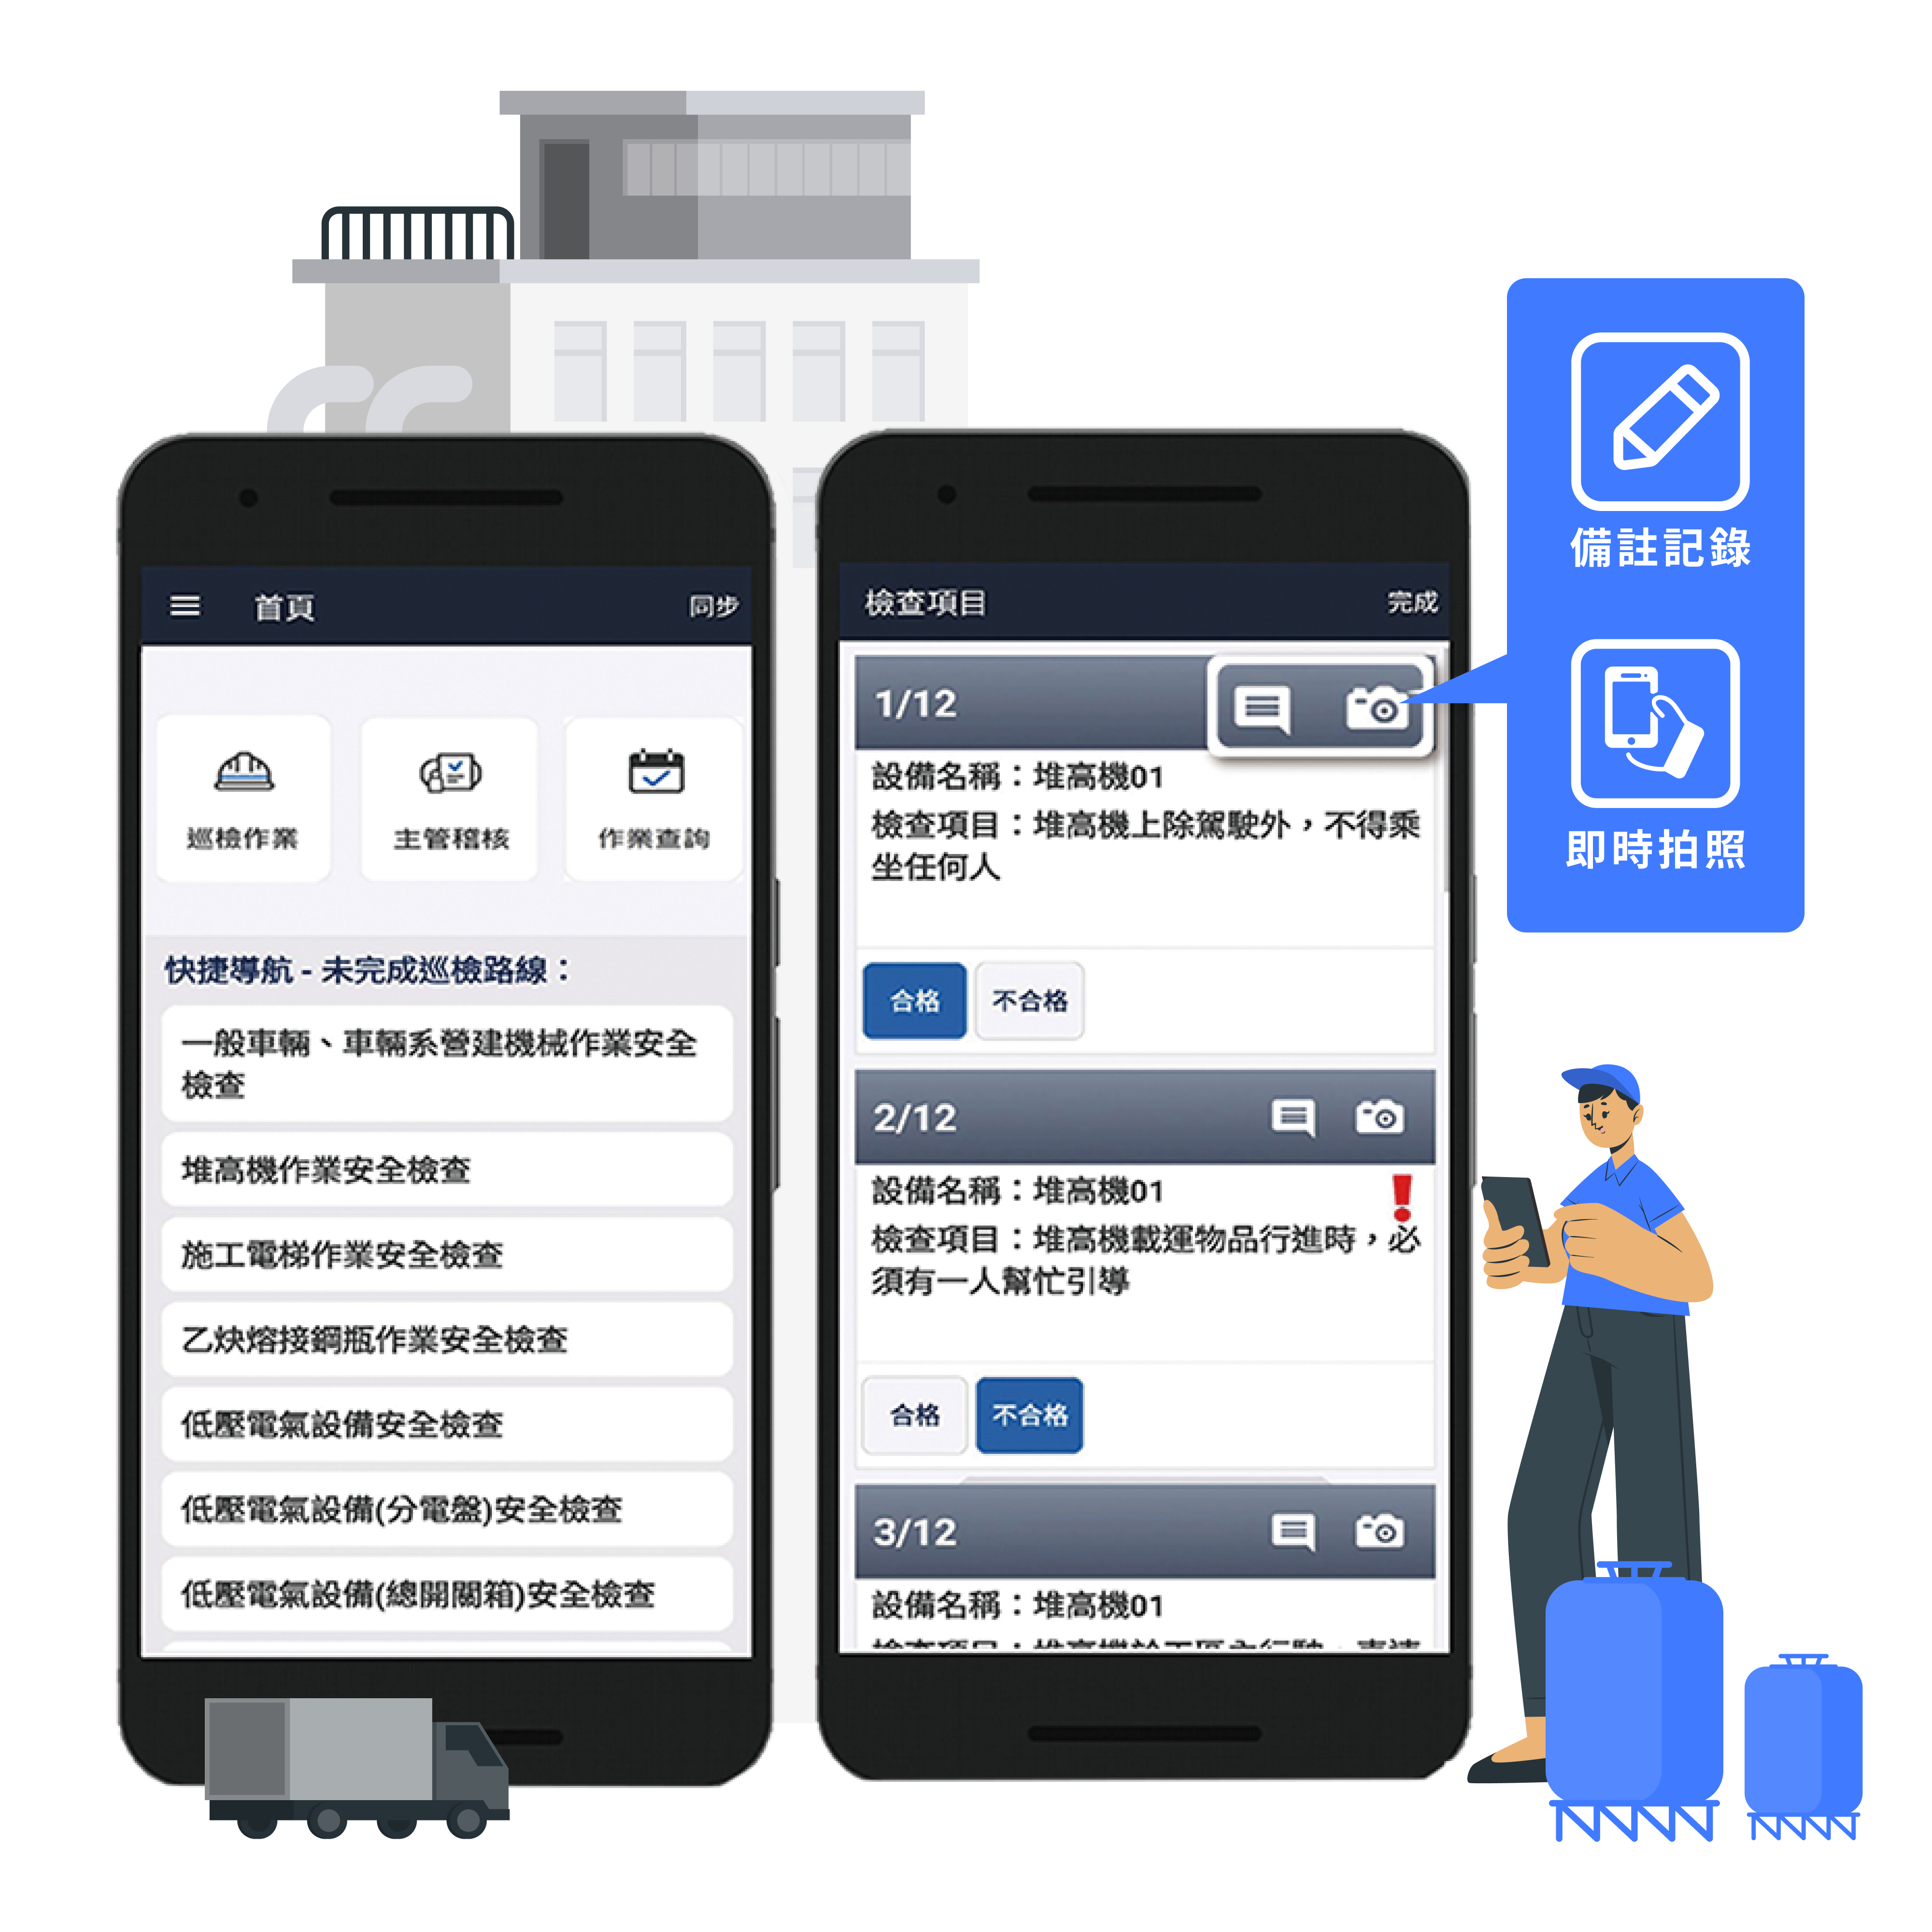 首頁
同步
巡檢作業
主管稽核
作業查詢
快捷導航 - 未完成巡檢路線：
一般車輛、車輛系營建機械作業安全
檢查
堆高機作業安全檢查
施工電梯作業安全檢查
乙炔熔接鋼瓶作業安全檢查
低壓電氣設備安全檢查
低壓電氣設備(分電盤)安全檢查
低壓電氣設備(總開關箱)安全檢查
檢查項目
完成
1/12
設備名稱：堆高機01
檢查項目：堆高機上除駕駛外，不得乘
坐任何人
合格
不合格
2/12
設備名稱：堆高機01
檢查項目：堆高機載運物品行進時，必
須有一人幫忙引導
合格
不合格
3/12
設備名稱：堆高機01
備註記錄
即時拍照